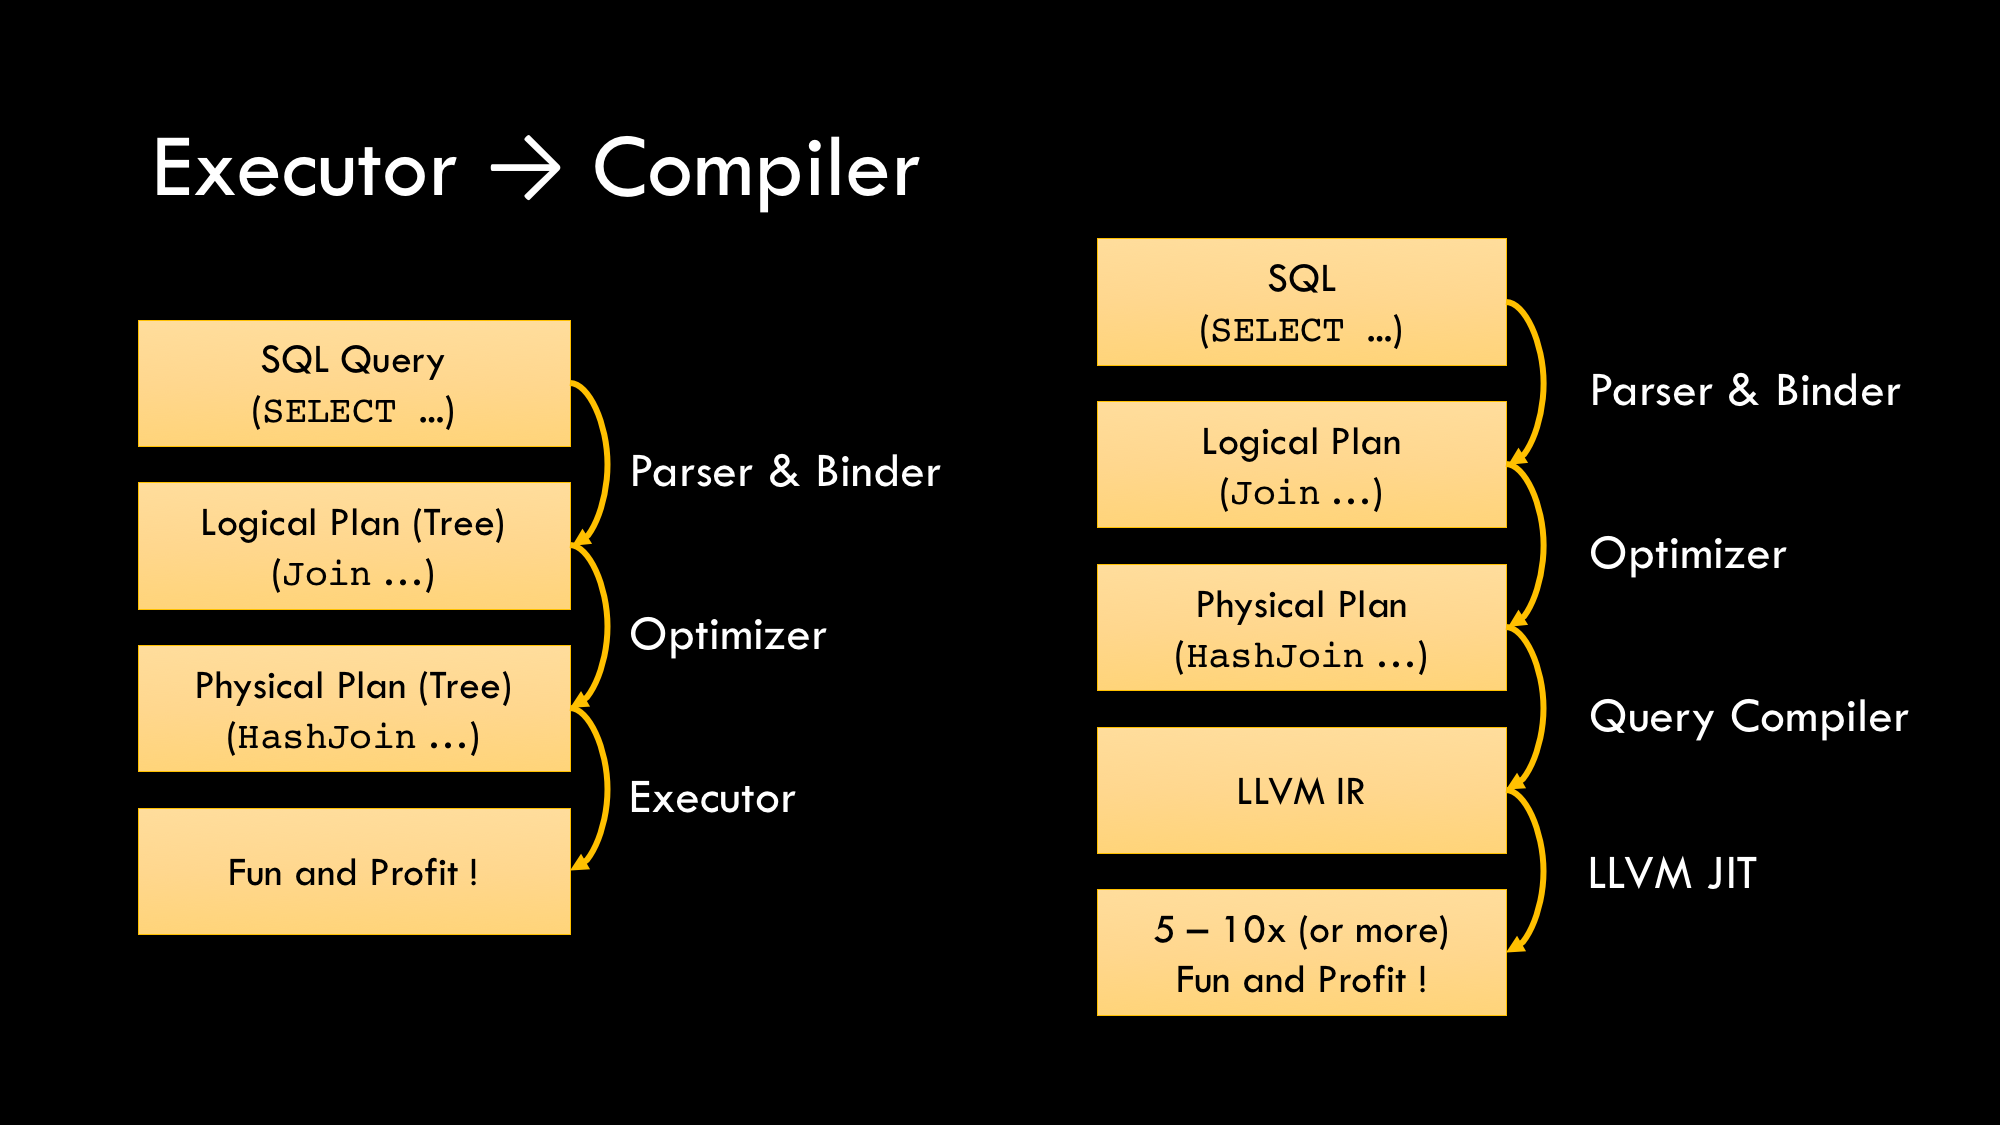 Executor → Compiler
SQL Query
(SELECT …)
Logical Plan (Tree)
(Join …)
Physical Plan (Tree)
(HashJoin …)
Fun and Profit !
Parser & Binder
Optimizer
Executor
SQL
(SELECT …)
Logical Plan
(Join …)
Physical Plan
(HashJoin …)
LLVM IR
5 – 10x (or more)
Fun and Profit !
Parser & Binder
Optimizer
Query Compiler
LLVM JIT